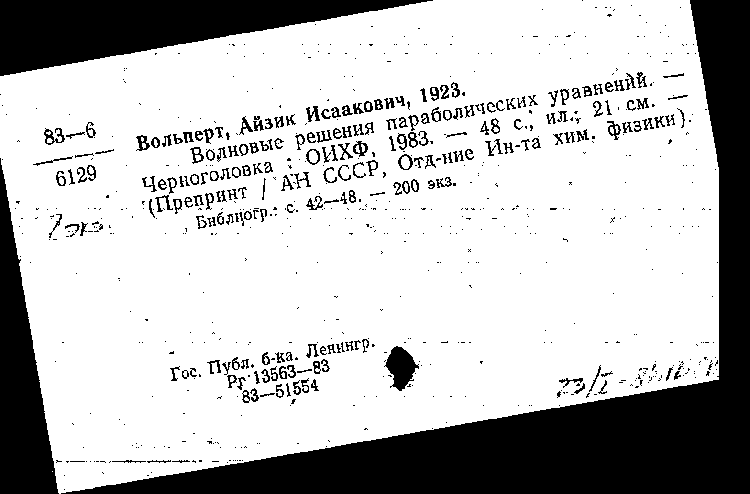 83—6
6129
Вольперт, Айзик Исаакович, 1923.
Волновые решения параболических уравнений. —
Черноголовка : ОИХФ, 1983. — 48 с., ил.; 21 см. —
(Препринт / АН СССР, Отд-ние Ин-та хим. физики).
Библиогр.: с. 42—48. — 200 экз.
Гос. Публ. б-ка. Ленингр.
Рг 13563—83
83—51554
23/I-